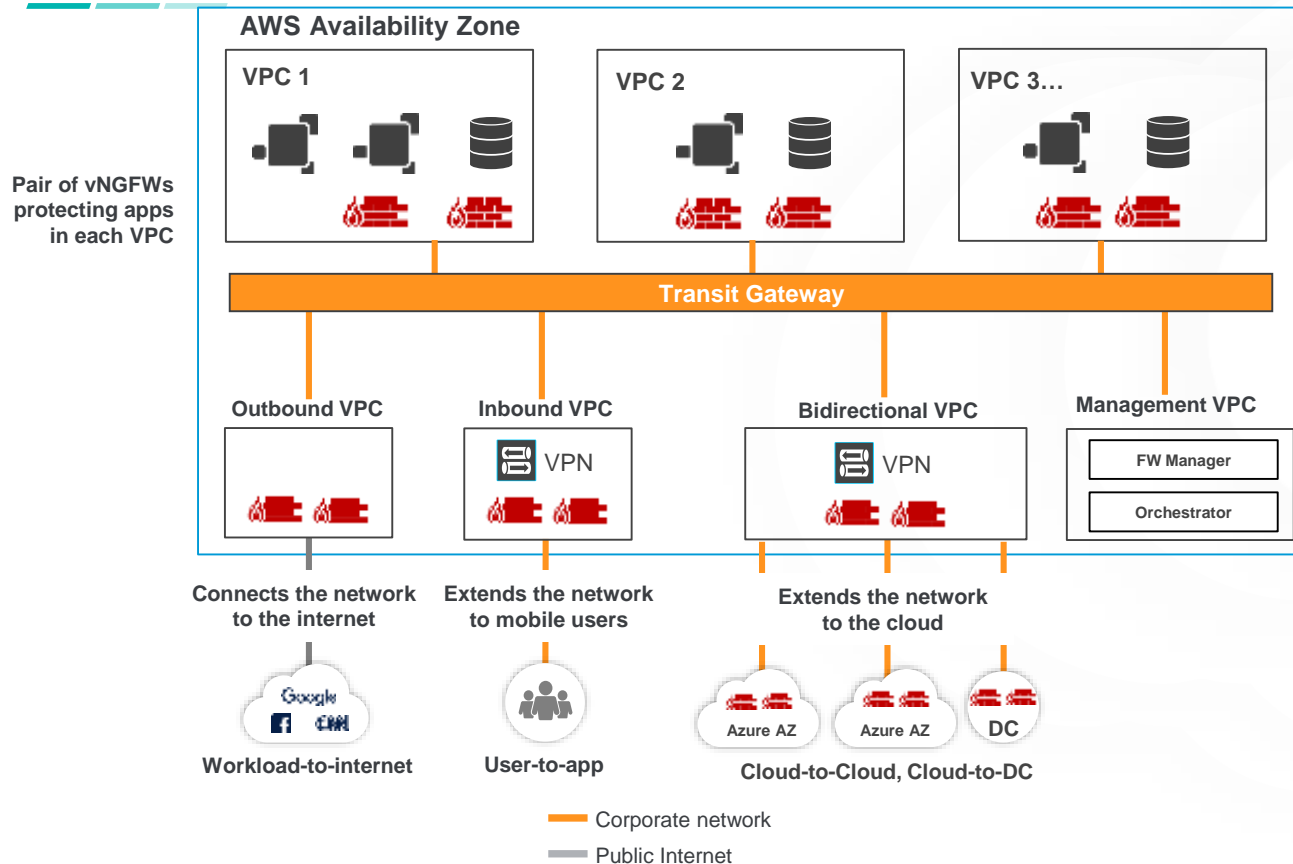 AWS Availability Zone
VPC 1
VPC 2
VPC 3...
Pair of vNGFWs
protecting apps
in each VPC
Transit Gateway
Outbound VPC
Inbound VPC
Bidirectional VPC
Management VPC
VPN
VPN
FW Manager
Orchestrator
Connects the network
to the internet
Extends the network
to mobile users
Extends the network
to the cloud
Google
f
CNN
Azure AZ
Azure AZ
DC
Workload-to-internet
User-to-app
Cloud-to-Cloud, Cloud-to-DC
Corporate network
Public Internet